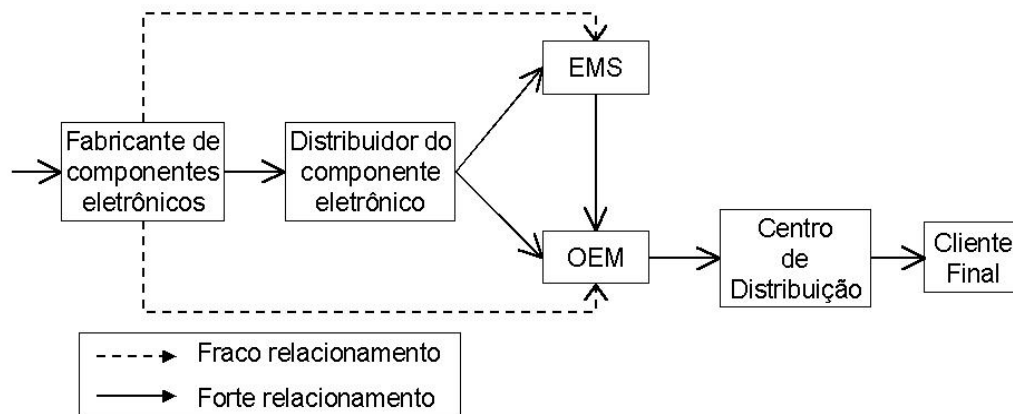 EMS
Fabricante de
componentes
eletrônicos
Distribuidor do
componente
eletrônico
OEM
Centro
de
Distribuição
Cliente
Final
Fraco relacionamento
Forte relacionamento